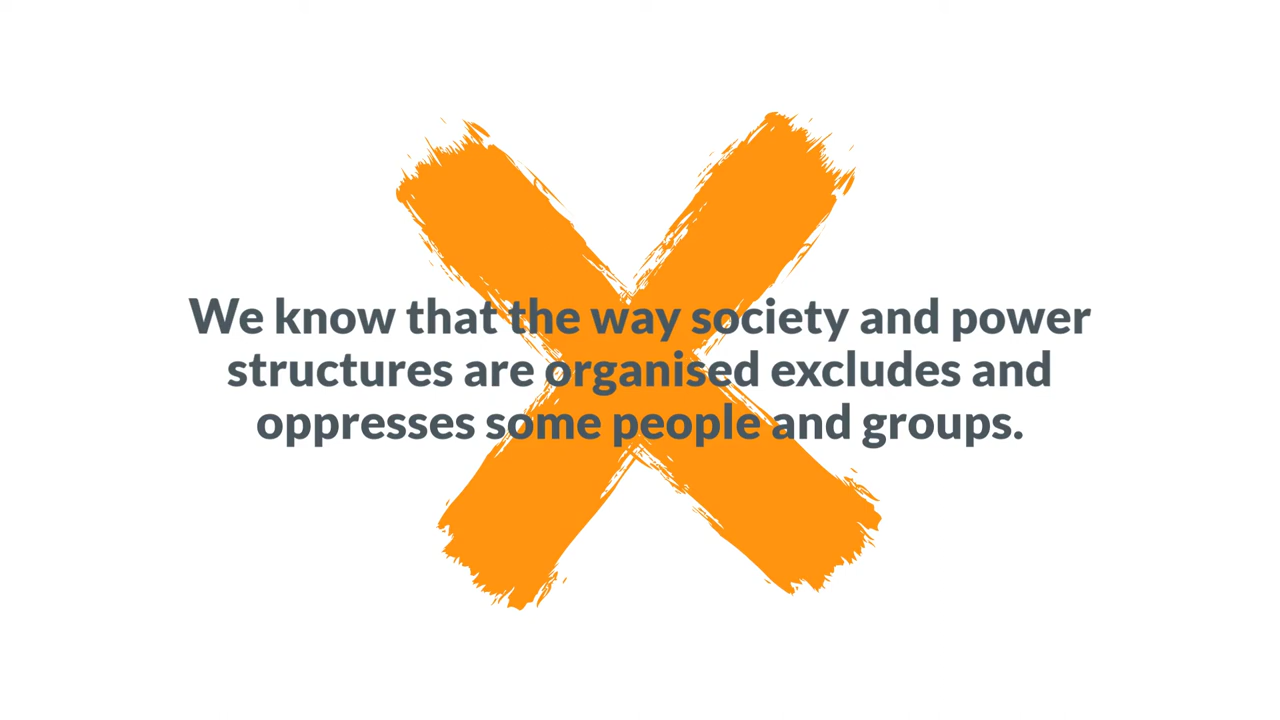 We know that the way society and power
structures are organised excludes and
oppresses some people and groups.